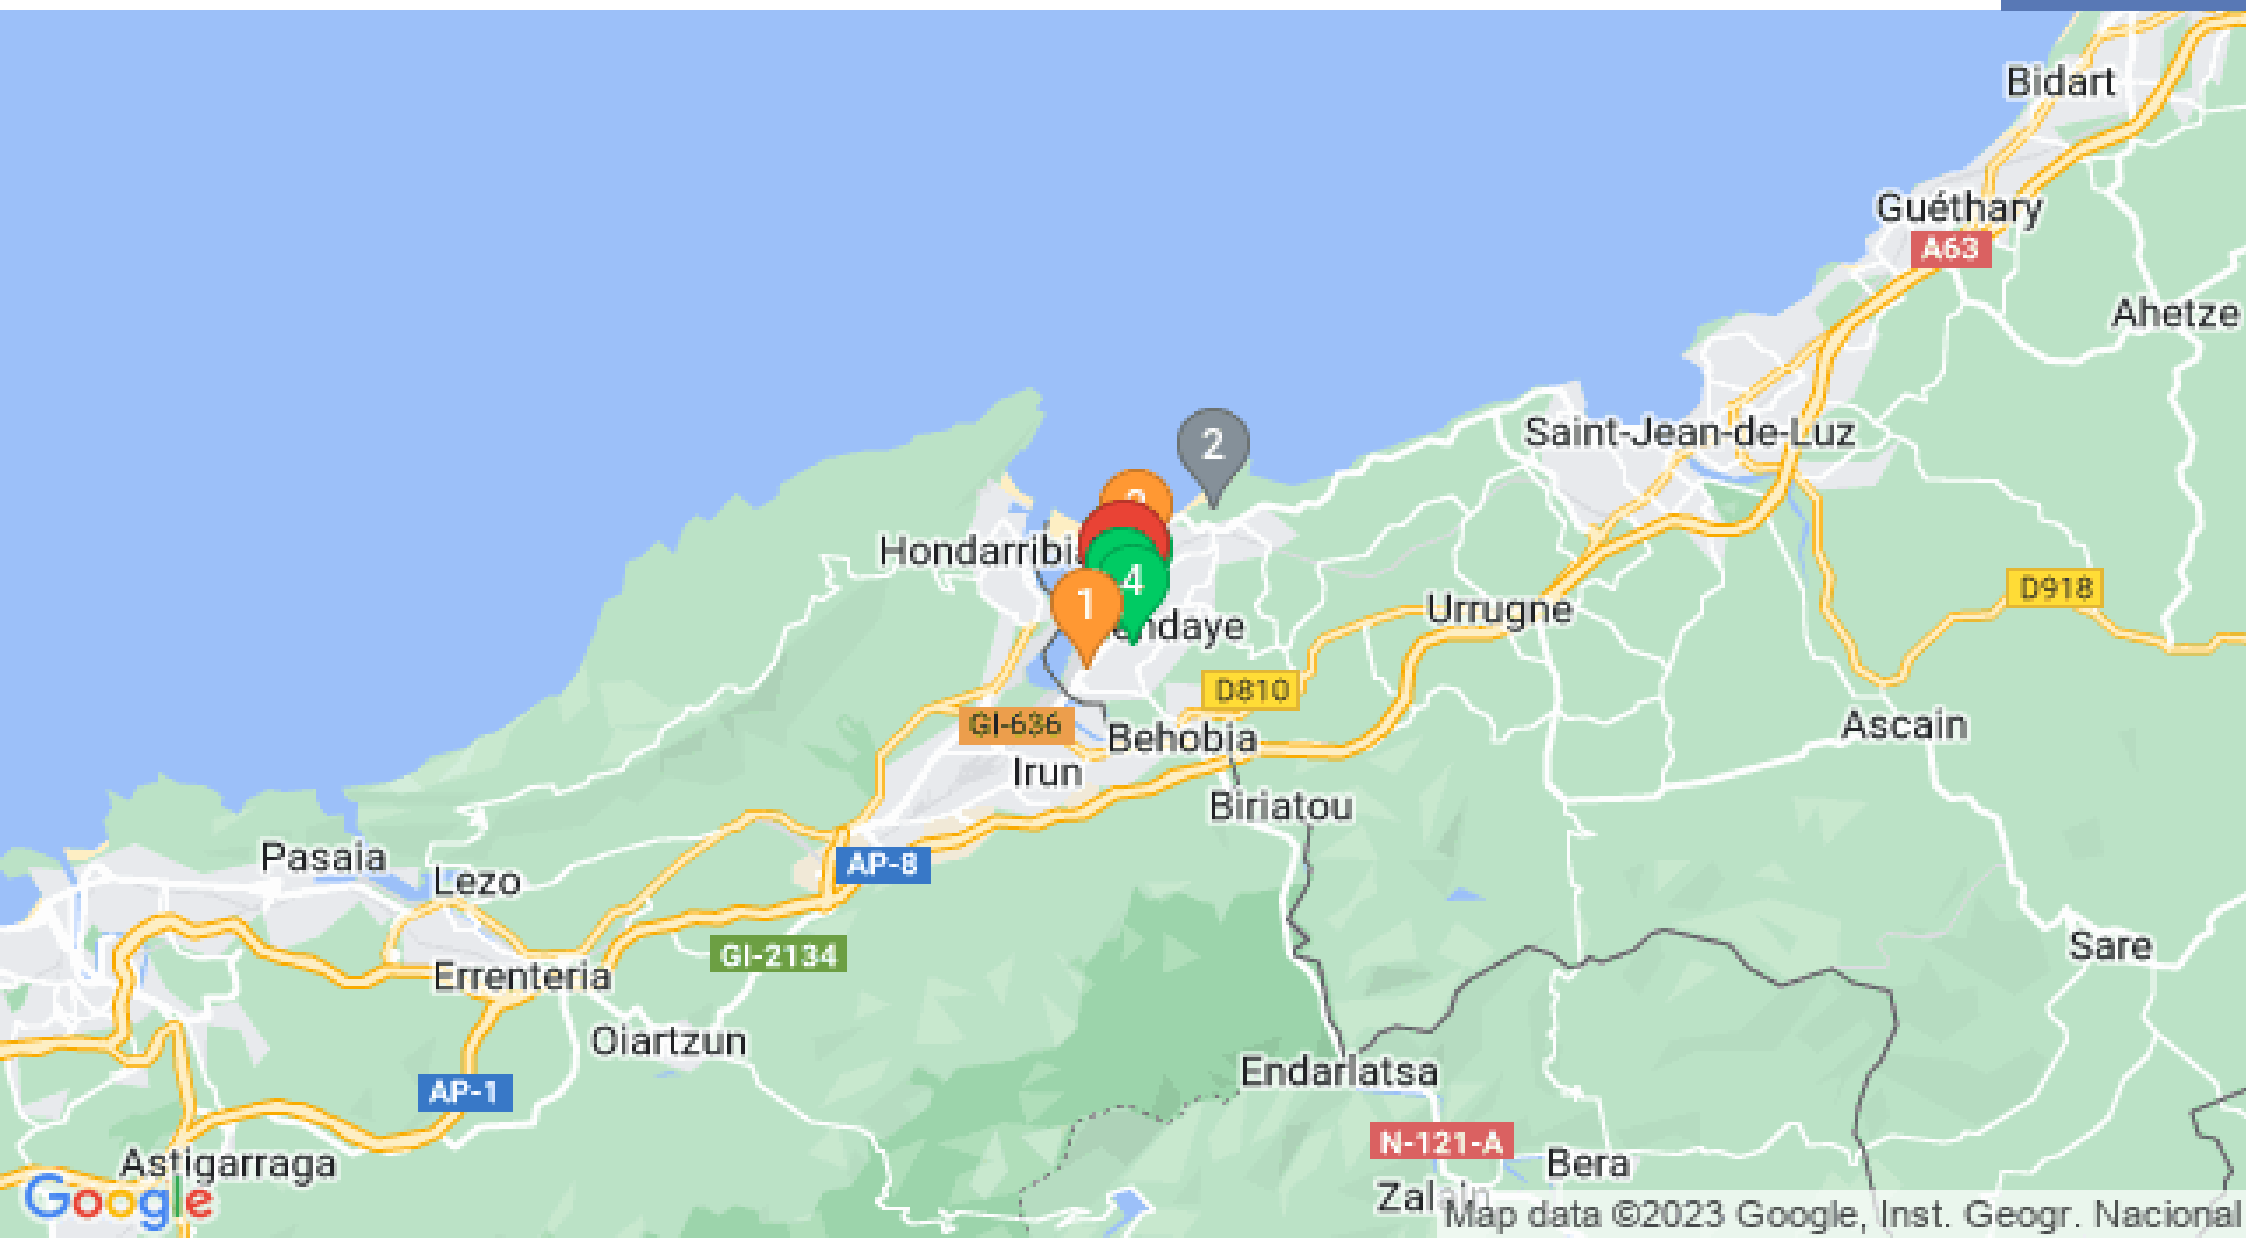 Bidart
Guéthary
A63
Ahetze
2
Saint-Jean-de-Luz
Hondarribia
4
D918
1
Urrugne
D810
GI-636
Behobia
Ascain
Irun
Biriatou
Pasaia
AP-8
Lezo
Sare
GI-2134
Errenteria
Oiartzun
Endarlatsa
AP-1
N-121-A
Astigarraga
Bera
Google
Map data ©2023 Google, Inst. Geogr. Nacional